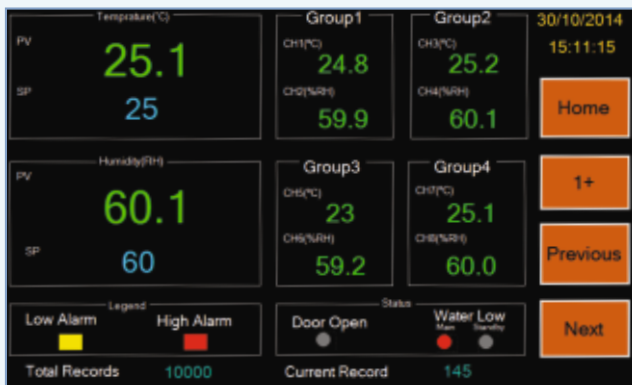 Temprature(°C)
PV
25.1
SP
25
Group1
CH1(°C)
24.8
CH2(%RH)
59.9
Group2
CH3(°C)
25.2
CH4(%RH)
60.1
30/10/2014
15:11:15
Home
Humidity(RH)
PV
60.1
SP
60
Group3
CH5(°C)
23
CH6(%RH)
59.2
Group4
CH7(°C)
25.1
CH8(%RH)
60.0
1+
Previous
Legend
Low Alarm High Alarm
Status
Door Open
Water Low
Main Standby
Next
Total Records 10000 Current Record 145